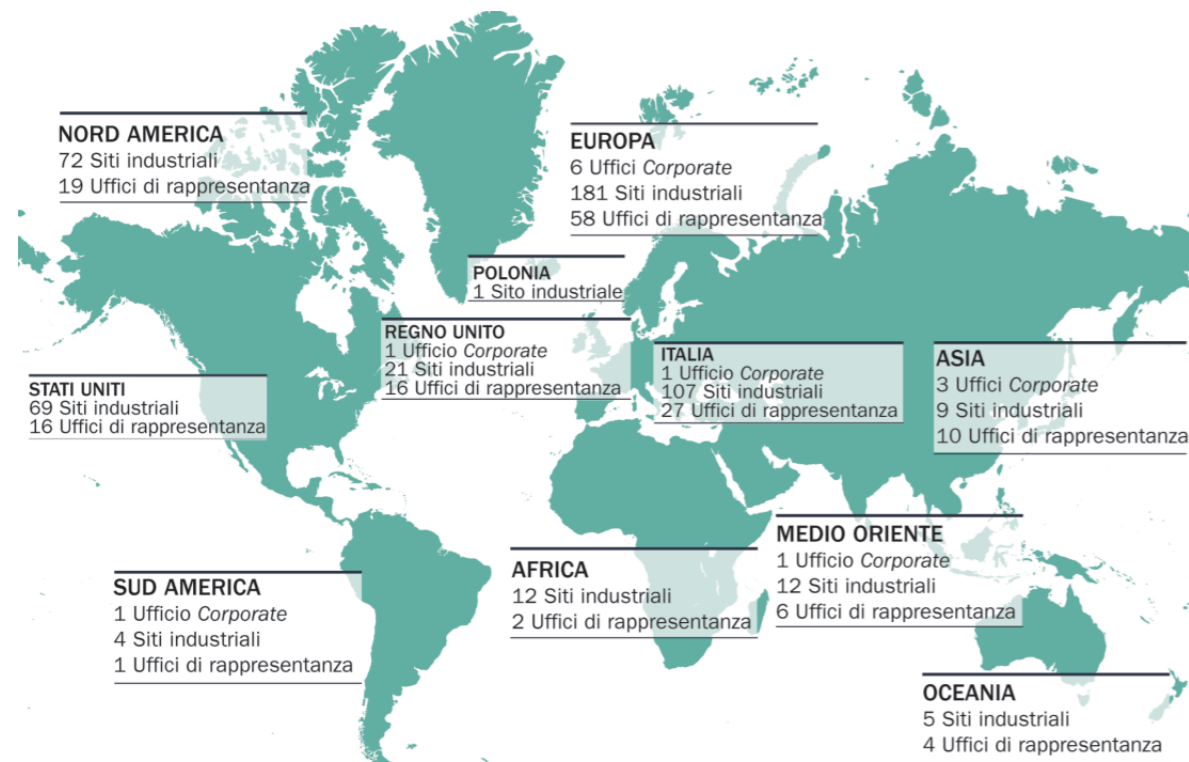 NORD AMERICA
72 Siti industriali
19 Uffici di rappresentanza
EUROPA
6 Uffici Corporate
181 Siti industriali
58 Uffici di rappresentanza
POLONIA
1 Sito industriale
REGNO UNITO
1 Ufficio Corporate
21 Siti industriali
16 Uffici di rappresentanza
ITALIA
1 Ufficio Corporate
107 Siti industriali
27 Uffici di rappresentanza
ASIA
3 Uffici Corporate
9 Siti industriali
10 Uffici di rappresentanza
STATI UNITI
69 Siti industriali
16 Uffici di rappresentanza
MEDIO ORIENTE
1 Ufficio Corporate
12 Siti industriali
6 Uffici di rappresentanza
AFRICA
12 Siti industriali
2 Uffici di rappresentanza
SUD AMERICA
1 Ufficio Corporate
4 Siti industriali
1 Uffici di rappresentanza
OCEANIA
5 Siti industriali
4 Uffici di rappresentanza